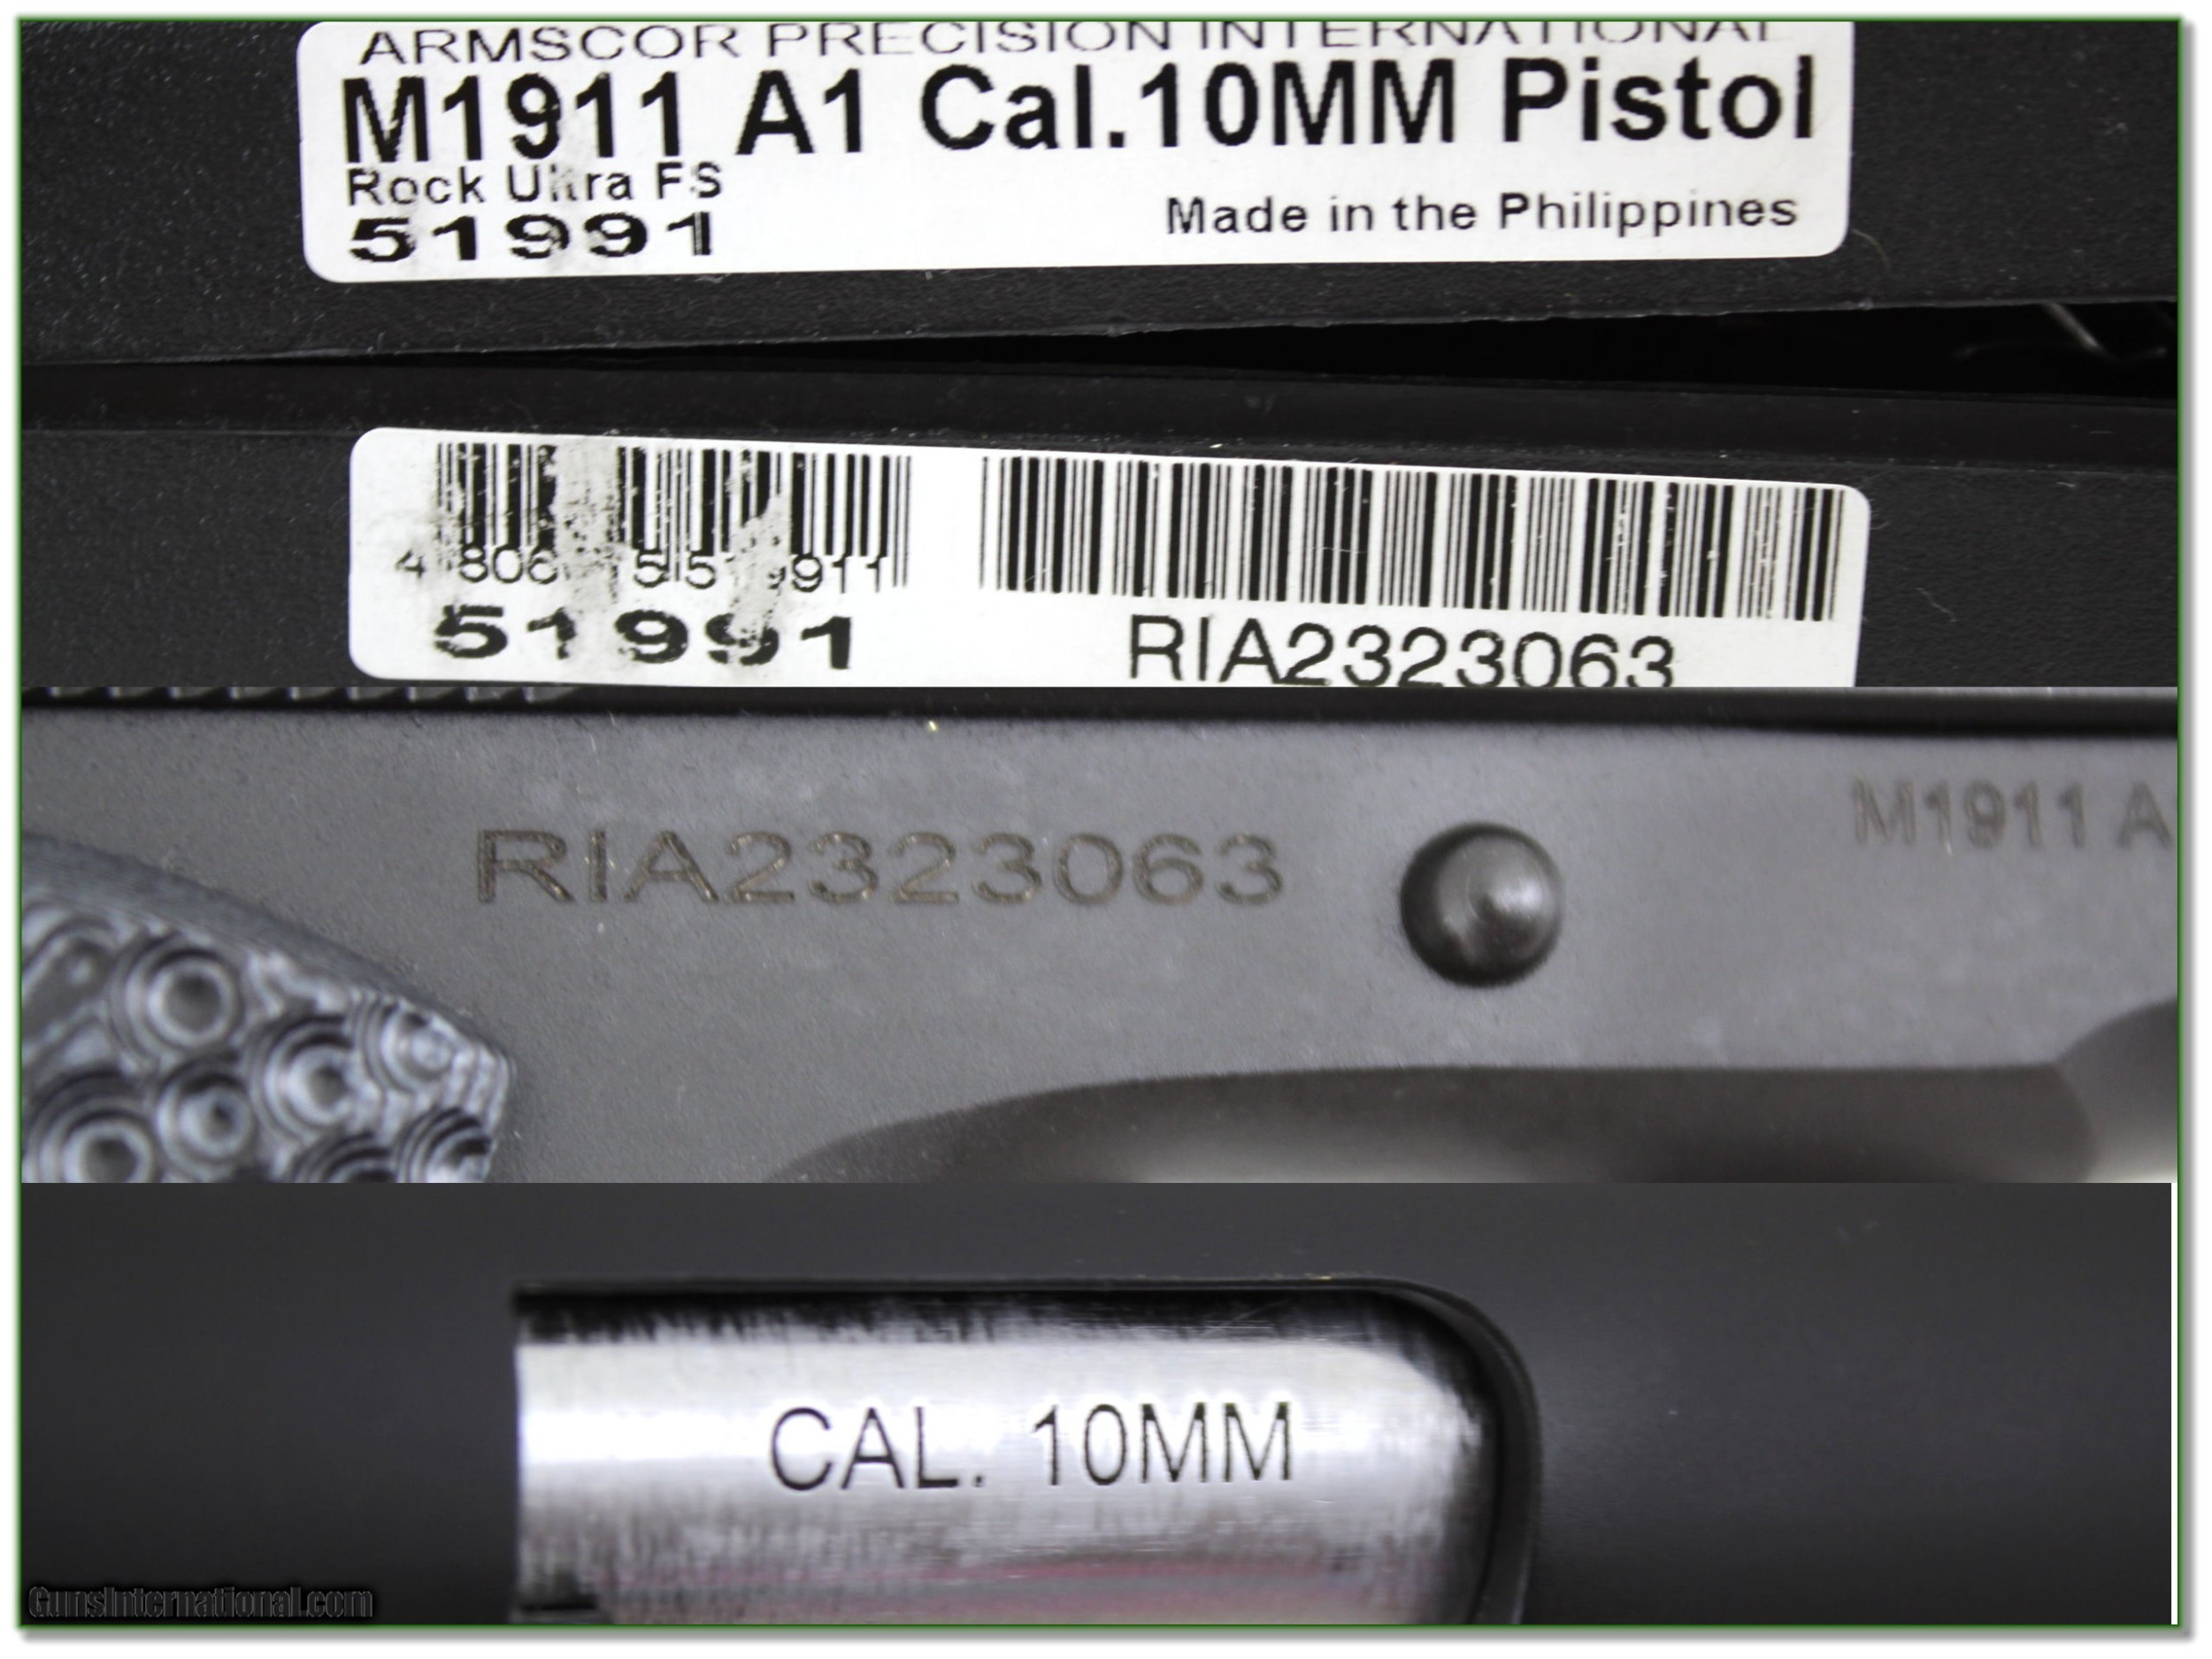 ARMSCOR PRECISION INTERNATIONAL
M1911 A1 Cal.10MM Pistol
Rock Ultra FS
51991
Made in the Philippines
51991
RIA2323063
RIA2323063
M1911 A
CAL. 10MM
GunsInternational.com